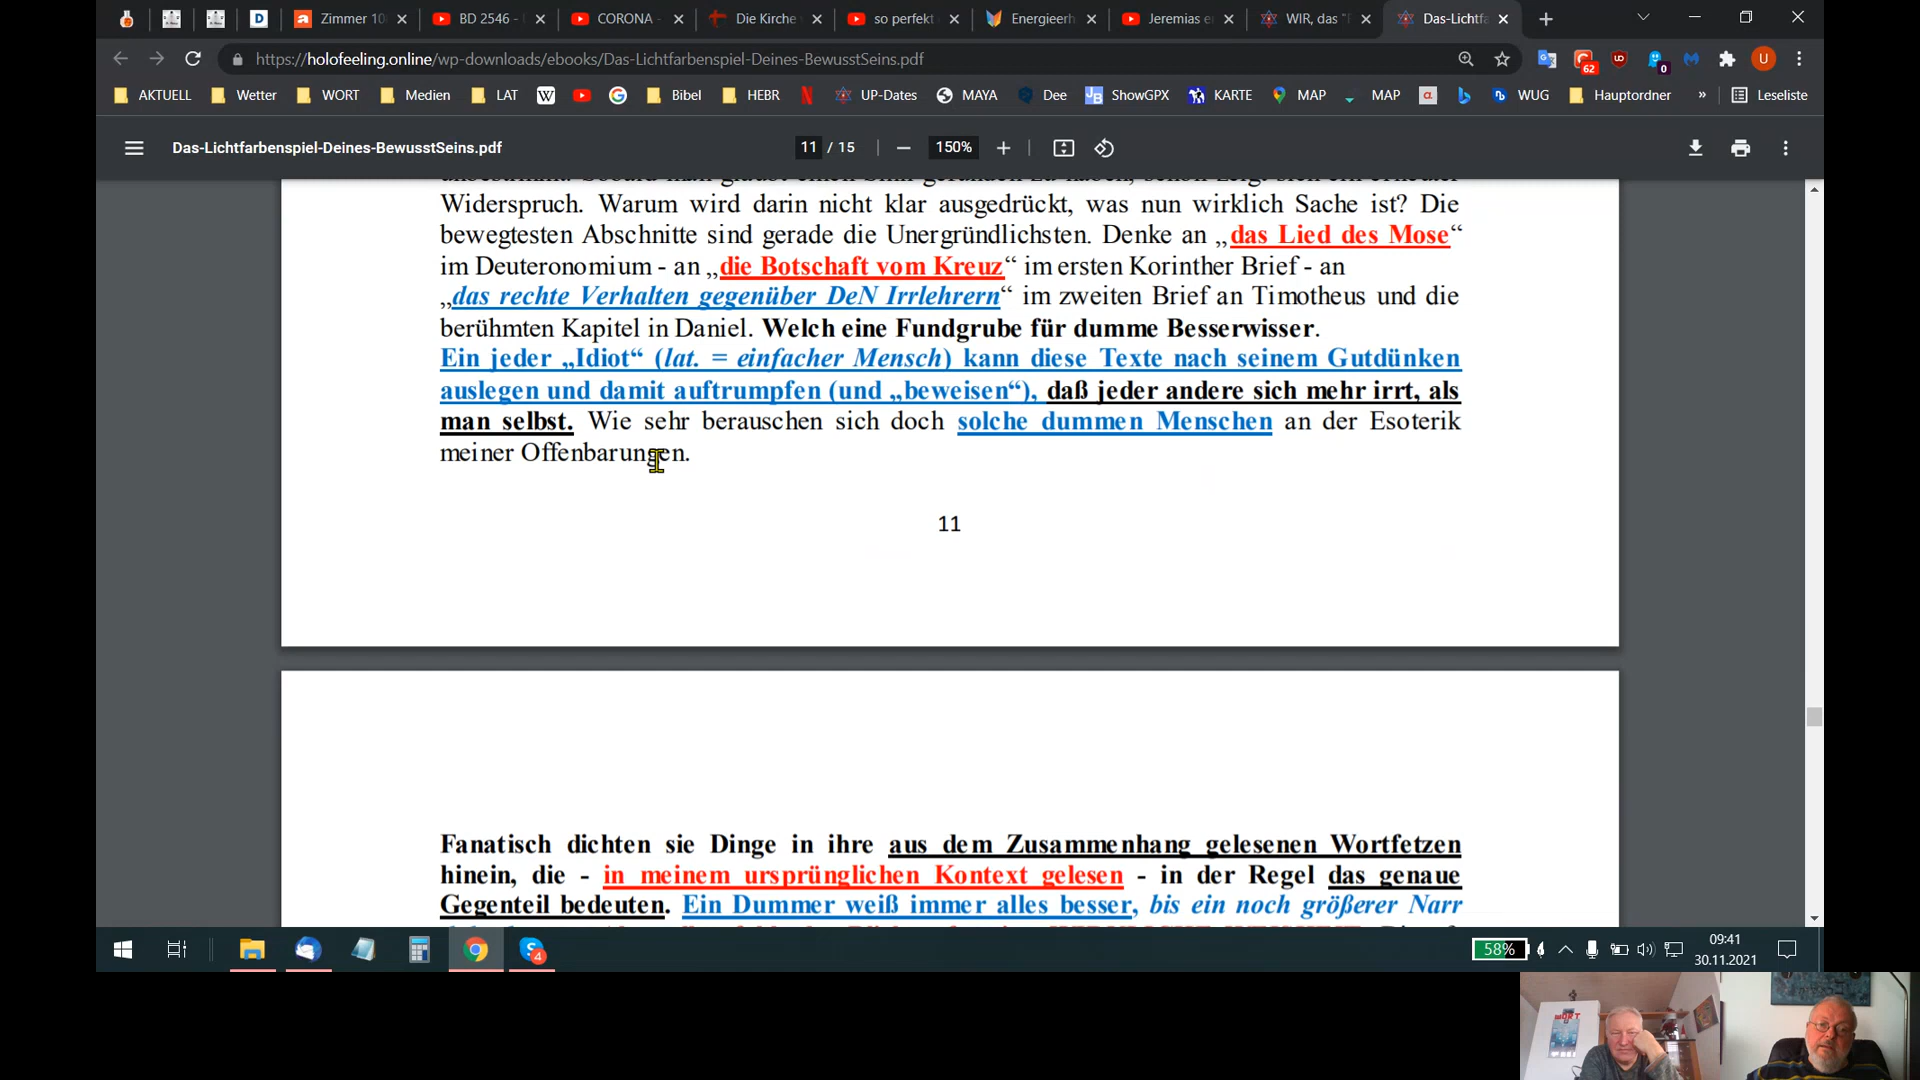 Zimmer 10
BD 2546 -
CORONA -
Die Kirche
so perfekt
Energieerh
Jeremias e
WIR, das "
Das-Lichtfa
https://holofeeling.online/wp-downloads/ebooks/Das-Lichtfarbenspiel-Deines-BewusstSeins.pdf
62
0
U
AKTUELL
Wetter
WORT
Medien
LAT
W
Bibel
HEBR
UP-Dates
MAYA
Dee
ShowGPX
KARTE
MAP
MAP
WUG
Hauptordner
»
Leseliste
Das-Lichtfarbenspiel-Deines-BewusstSeins.pdf
11 / 15
150%
Widerspruch. Warum wird darin nicht klar ausgedrückt, was nun wirklich Sache ist? Die
bewegtesten Abschnitte sind gerade die Unergründlichsten. Denke an „das Lied des Mose“
im Deuteronomium - an „die Botschaft vom Kreuz“ im ersten Korinther Brief - an
„das rechte Verhalten gegenüber DeN Irrlehrern“ im zweiten Brief an Timotheus und die
berühmten Kapitel in Daniel. Welch eine Fundgrube für dumme Besserwisser.
Ein jeder „Idiot“ (lat. = einfacher Mensch) kann diese Texte nach seinem Gutdünken
auslegen und damit auftrumpfen (und „beweisen“), daß jeder andere sich mehr irrt, als
man selbst. Wie sehr berauschen sich doch solche dummen Menschen an der Esoterik
meiner Offenbarungen.
11
Fanatisch dichten sie Dinge in ihre aus dem Zusammenhang gelesenen Wortfetzen
hinein, die - in meinem ursprünglichen Kontext gelesen - in der Regel das genaue
Gegenteil bedeuten. Ein Dummer weiß immer alles besser, bis ein noch größerer Narr
4
58%
09:41
30.11.2021
WORT